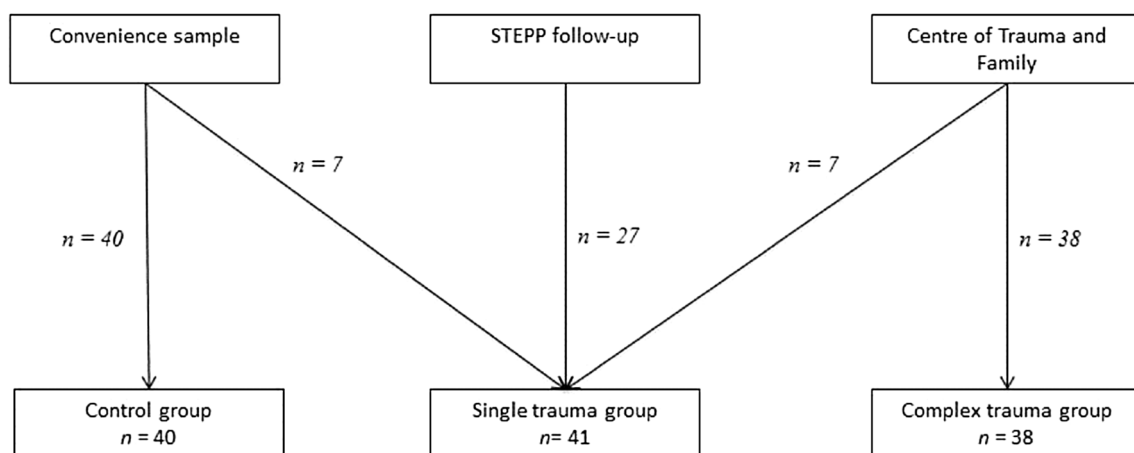 Convenience sample
STEPP follow-up
Centre of Trauma and
Family
n = 7
n = 7
n = 40
n = 27
n = 38
Control group
n = 40
Single trauma group
n= 41
Complex trauma group
n = 38